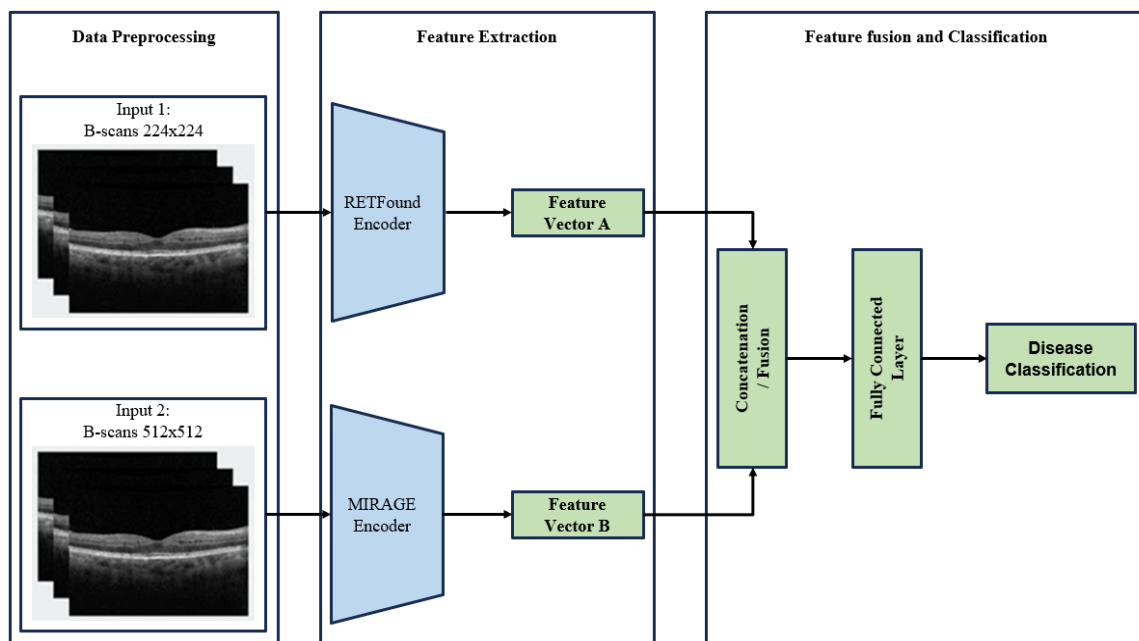 Data Preprocessing
Feature Extraction
Feature fusion and Classification
Input 1:
B-scans 224x224
RETFound
Encoder
Feature
Vector A
Concatenation
/ Fusion
Fully Connected
Layer
Disease
Classification
Input 2:
B-scans 512x512
MIRAGE
Encoder
Feature
Vector B